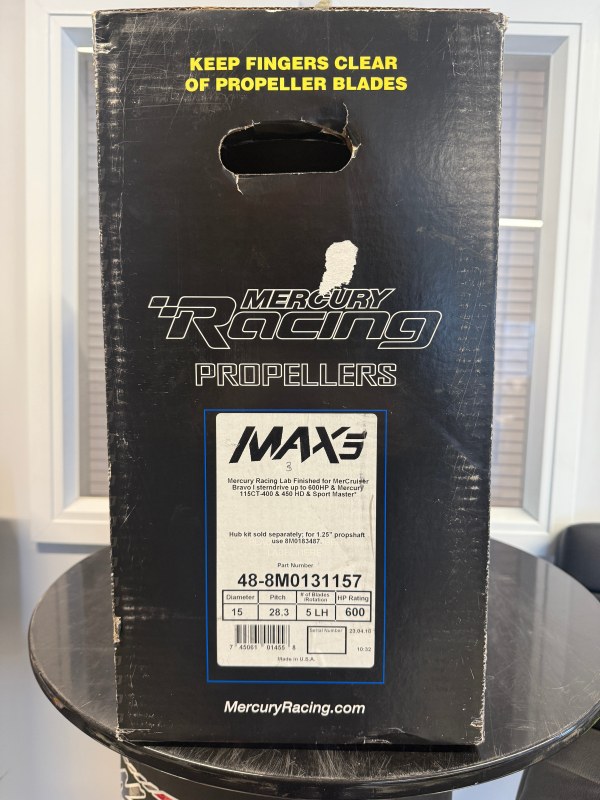 KEEP FINGERS CLEAR
OF PROPELLER BLADES
MERCURY
Racing
PROPELLERS
MAX5
3
Mercury Racing Lab Finished for MerCruiser
Bravo I sterndrive up to 600HP & Mercury
115CT-400 & 450 HD & Sport Master"
Hub kit sold separately; for 1.25" propshaft
use 8M0183487.
Part Number
48-8M0131157
Diameter Pitch # of Blades /Rotation HP Rating
15 28.3 5 LH 600
Serial Number 23.04.10
7 45061 01455 8
10:32
Made in U.S.A.
MercuryRacing.com